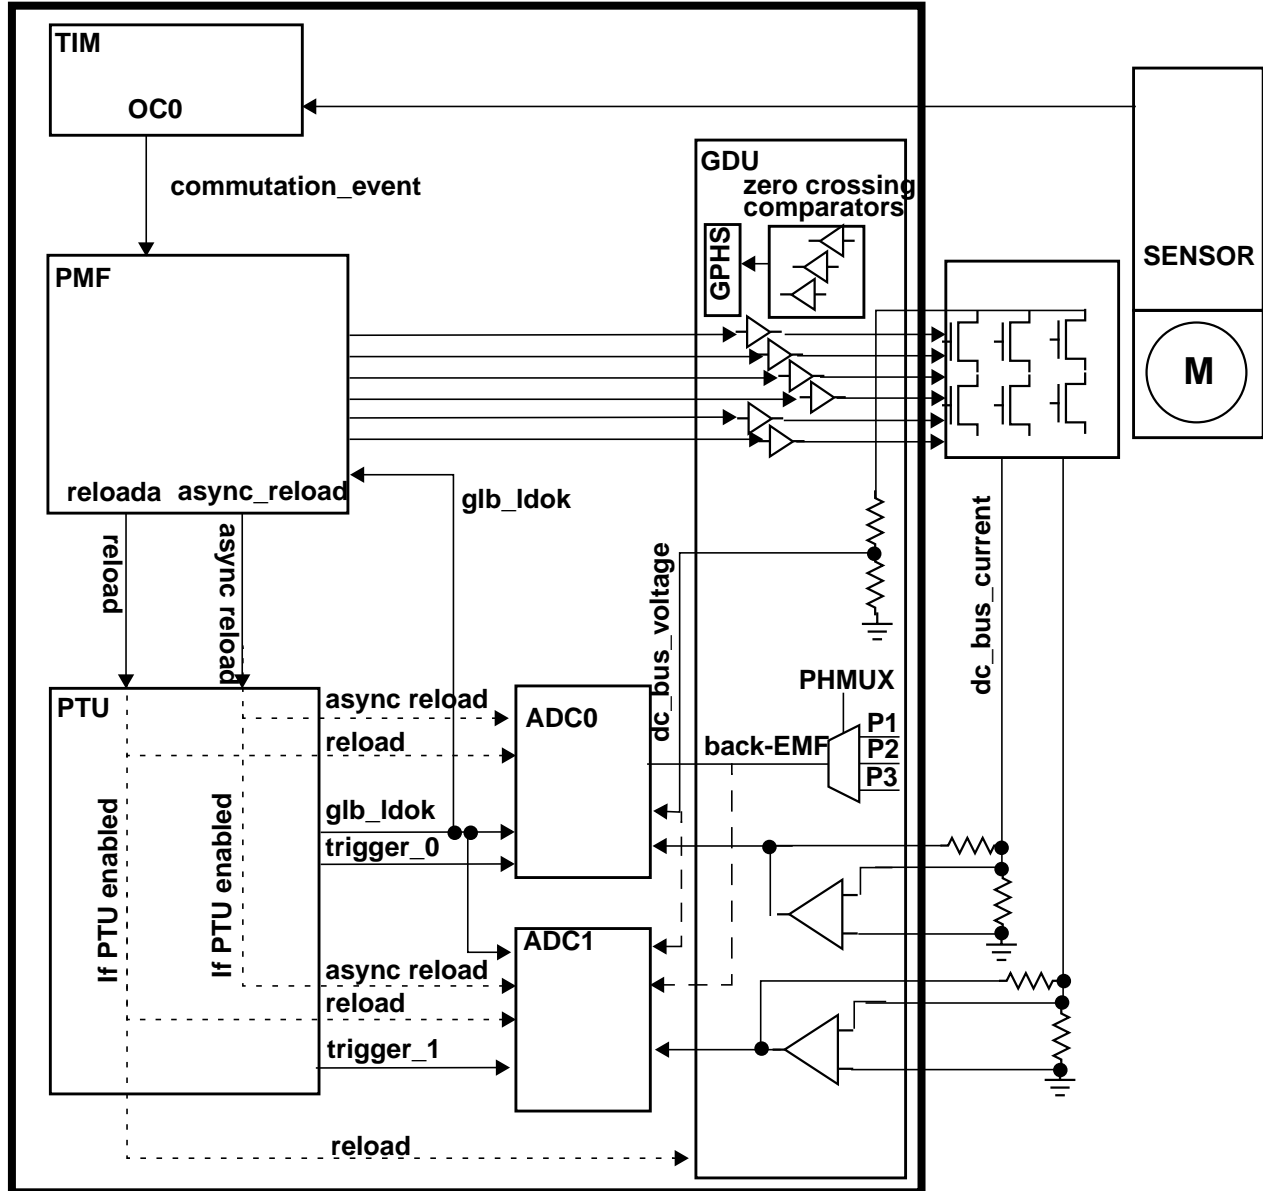 TIM
OC0
commutation_event
GDU
zero crossing
comparators
GPHS
SENSOR
PMF
M
reloada
async_reload
glb_ldok
reload
async reload
dc_bus_voltage
dc_bus_current
PHMUX
PTU
async reload
ADC0
P1
reload
back-EMF
P2
P3
If PTU enabled
If PTU enabled
glb_ldok
trigger_0
ADC1
async reload
reload
trigger_1
reload